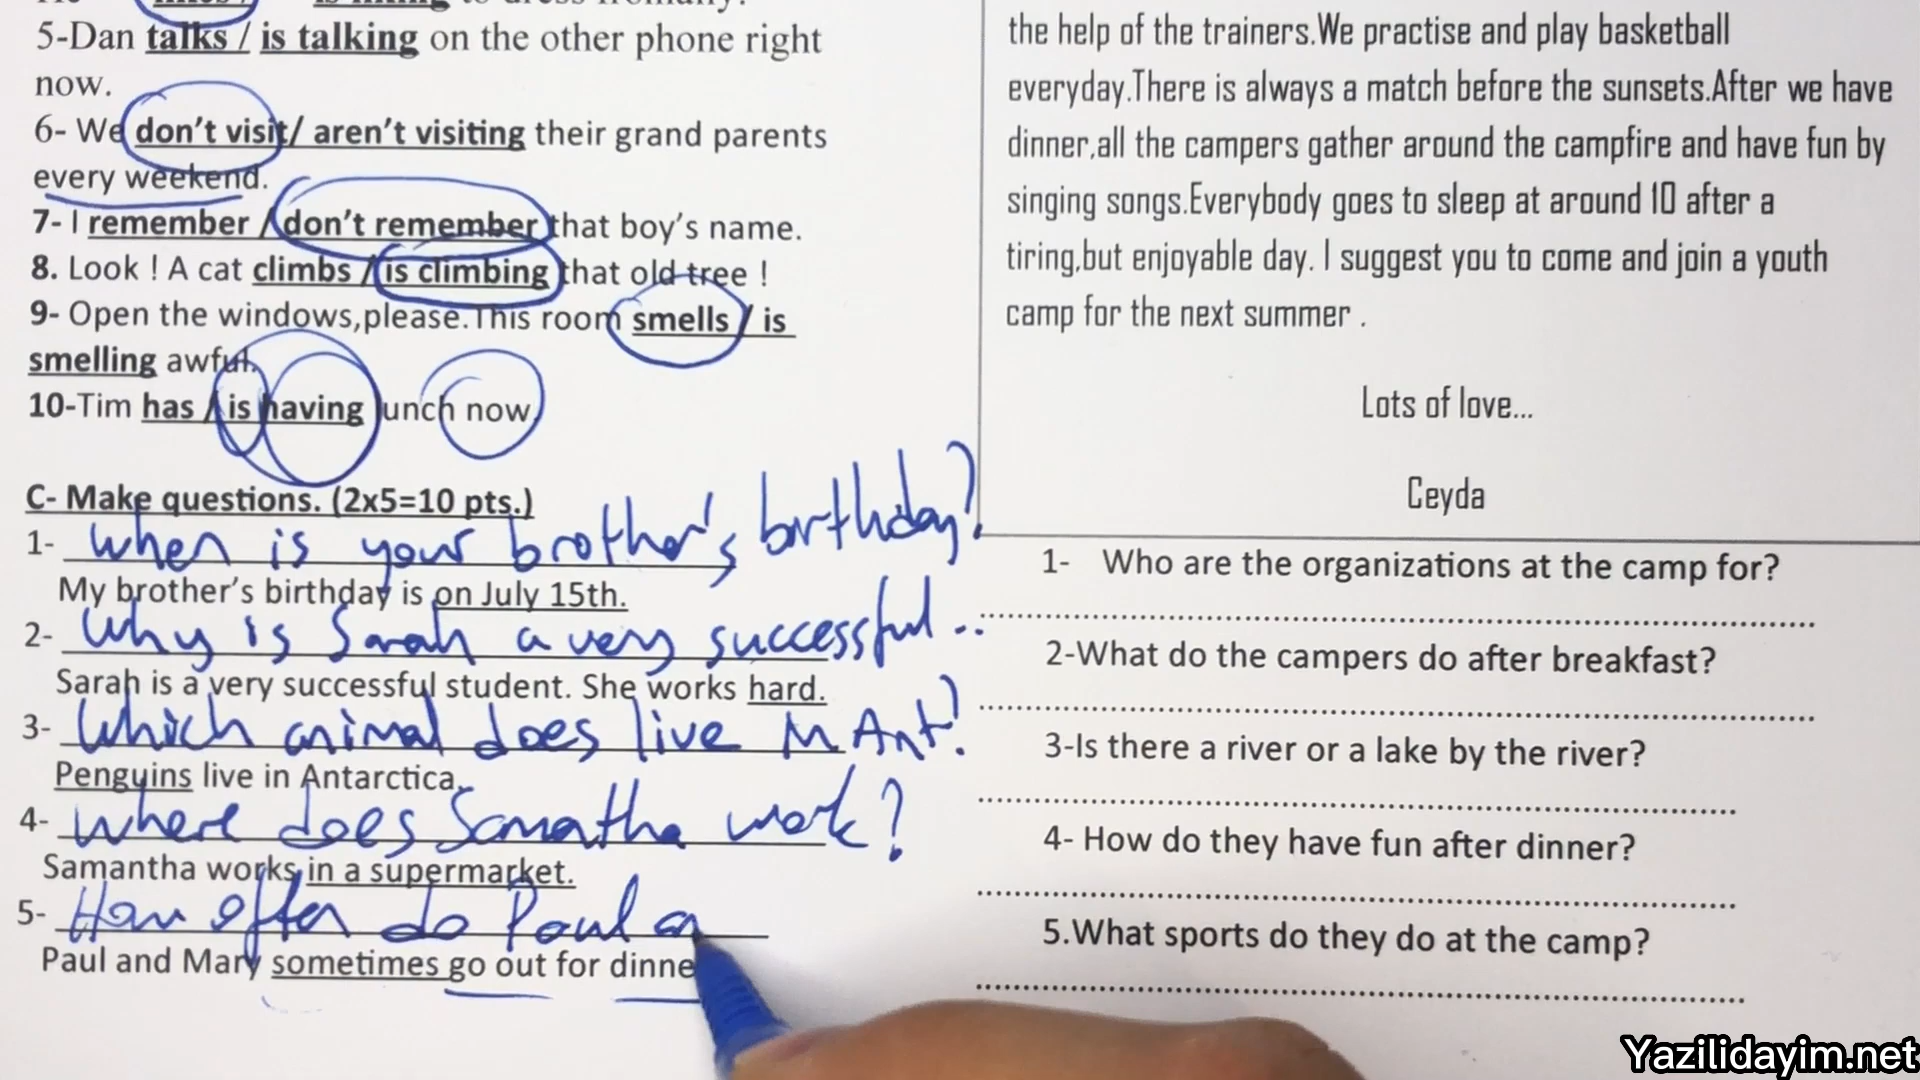 5-Dan talks / is talking on the other phone right
now.
6- We don't visit/ aren't visiting their grand parents
every weekend.
7- I remember / don't remember that boy's name.
8. Look ! A cat climbs / is climbing that old tree !
9- Open the windows,please.This room smells / is
smelling awful.
10-Tim has / is having lunch now.
C- Make questions. (2x5=10 pts.)
1- When is your brother's birthday?
My brother's birthday is on July 15th.
2- Why is Sarah a very successful..
Sarah is a very successful student. She works hard.
3- Which animal does live in Ant?
Penguins live in Antarctica.
4- Where does Samantha work?
Samantha works in a supermarket.
5- How often do Paul an
Paul and Mary sometimes go out for dinne
the help of the trainers.We practise and play basketball
everyday.There is always a match before the sunsets.After we have
dinner,all the campers gather around the campfire and have fun by
singing songs.Everybody goes to sleep at around 10 after a
tiring,but enjoyable day. I suggest you to come and join a youth
camp for the next summer .
Lots of love...
Ceyda
1- Who are the organizations at the camp for?
2-What do the campers do after breakfast?
3-Is there a river or a lake by the river?
4- How do they have fun after dinner?
5.What sports do they do at the camp?
Yazilidayim.net